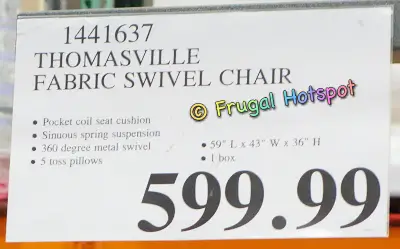 1441637
THOMASVILLE
FABRIC SWIVEL CHAIR
© Frugal Hotspot
• Pocket coil seat cushion
• Sinuous spring suspension
• 360 degree metal swivel
• 5 toss pillows
• 59" L x 43" W x 36" H
• 1 box
599.99